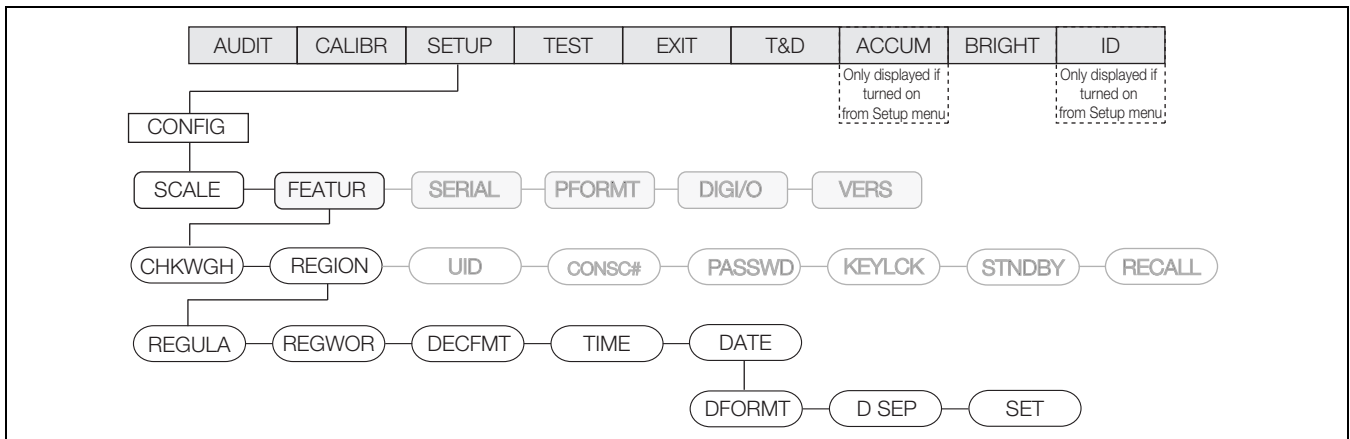 AUDIT CALIBR SETUP TEST EXIT T&D ACCUM BRIGHT ID
Only displayed if
turned on
from Setup menu
Only displayed if
turned on
from Setup menu
CONFIG
SCALE FEATUR SERIAL PFORMT DIGI/O VERS
CHKWGH REGION UID CONSC# PASSWD KEYLCK STNDBY RECALL
REGULA REGWOR DECFMT TIME DATE
DFORMT D SEP SET